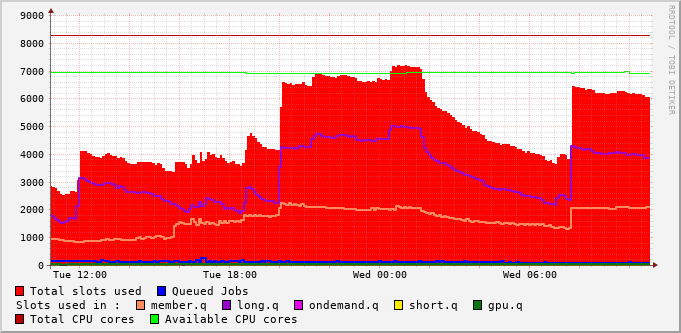 9000
8000
7000
6000
5000
4000
3000
2000
1000
0
Tue 12:00 Tue 18:00 Wed 00:00 Wed 06:00
RRDTOOL / TOBI OETIKER
Total slots used Queued Jobs
Slots used in : member.q long.q ondemand.q short.q gpu.q
Total CPU cores Available CPU cores